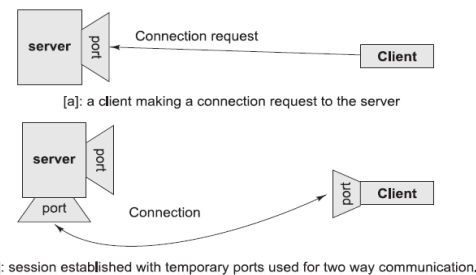 server
port
Connection request
Client
[a]: a client making a connection request to the server
server
port
port
Connection
port
Client
]: session established with temporary ports used for two way communication.